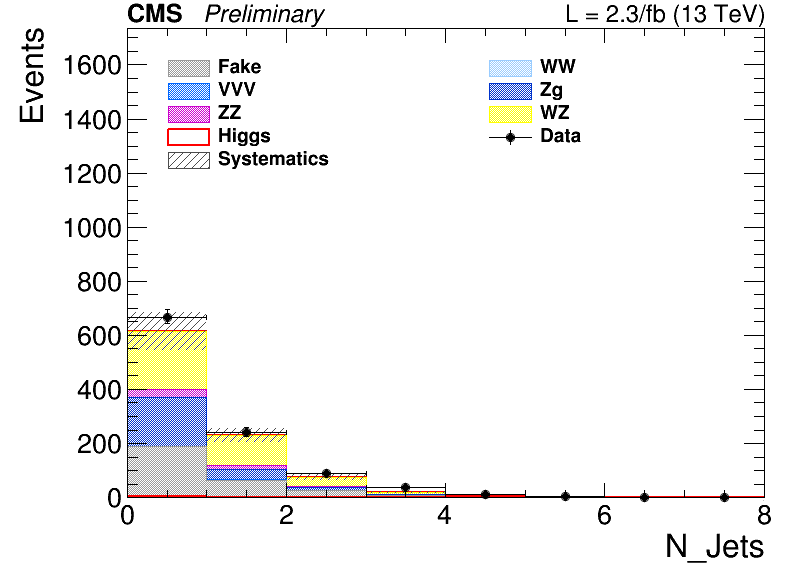 CMS Preliminary L = 2.3/fb (13 TeV)
Events
1600
1400
1200
1000
800
600
400
200
0
Fake
VVV
ZZ
Higgs
Systematics
WW
Zg
WZ
Data
0 2 4 6 8
N_Jets